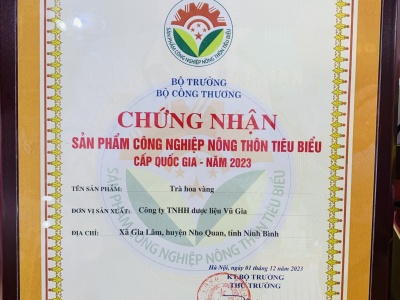 SẢN PHẨM CÔNG NGHIỆP NÔNG THÔN TIÊU BIỂU
BỘ TRƯỞNG
BỘ CÔNG THƯƠNG
CHỨNG NHẬN
SẢN PHẨM CÔNG NGHIỆP NÔNG THÔN TIÊU BIỂU
CẤP QUỐC GIA - NĂM 2023
TÊN SẢN PHẨM: Trà hoa vàng
ĐƠN VỊ SẢN XUẤT: Công ty TNHH dược liệu Vũ Gia
ĐỊA CHỈ: Xã Gia Lâm, huyện Nho Quan, tỉnh Ninh Bình
Hà Nội, ngày 01 tháng 12 năm 2023
KT.BỘ TRƯỞNG
THỨ TRƯỞNG